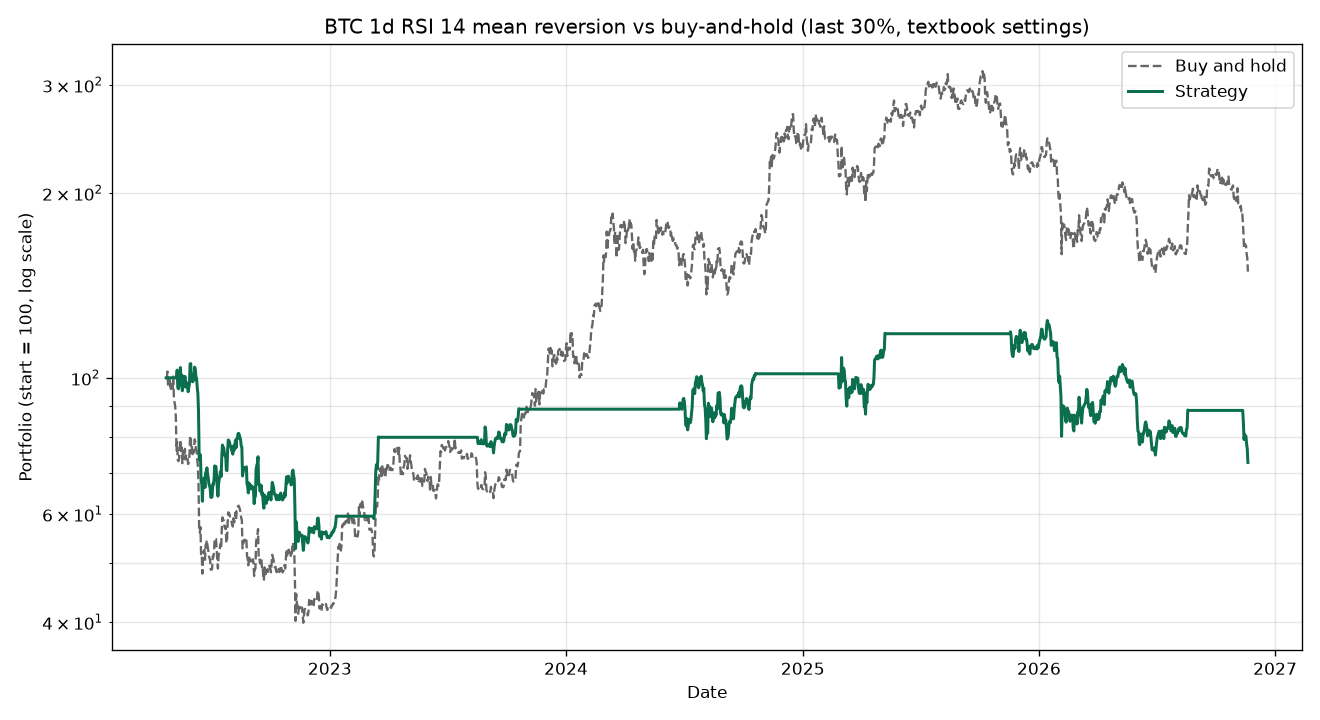 BTC 1d RSI 14 mean reversion vs buy-and-hold (last 30%, textbook settings)
Buy and hold
Strategy
3 × 10²
2 × 10²
10²
6 × 10¹
4 × 10¹
Portfolio (start = 100, log scale)
2023 2024 2025 2026 2027
Date